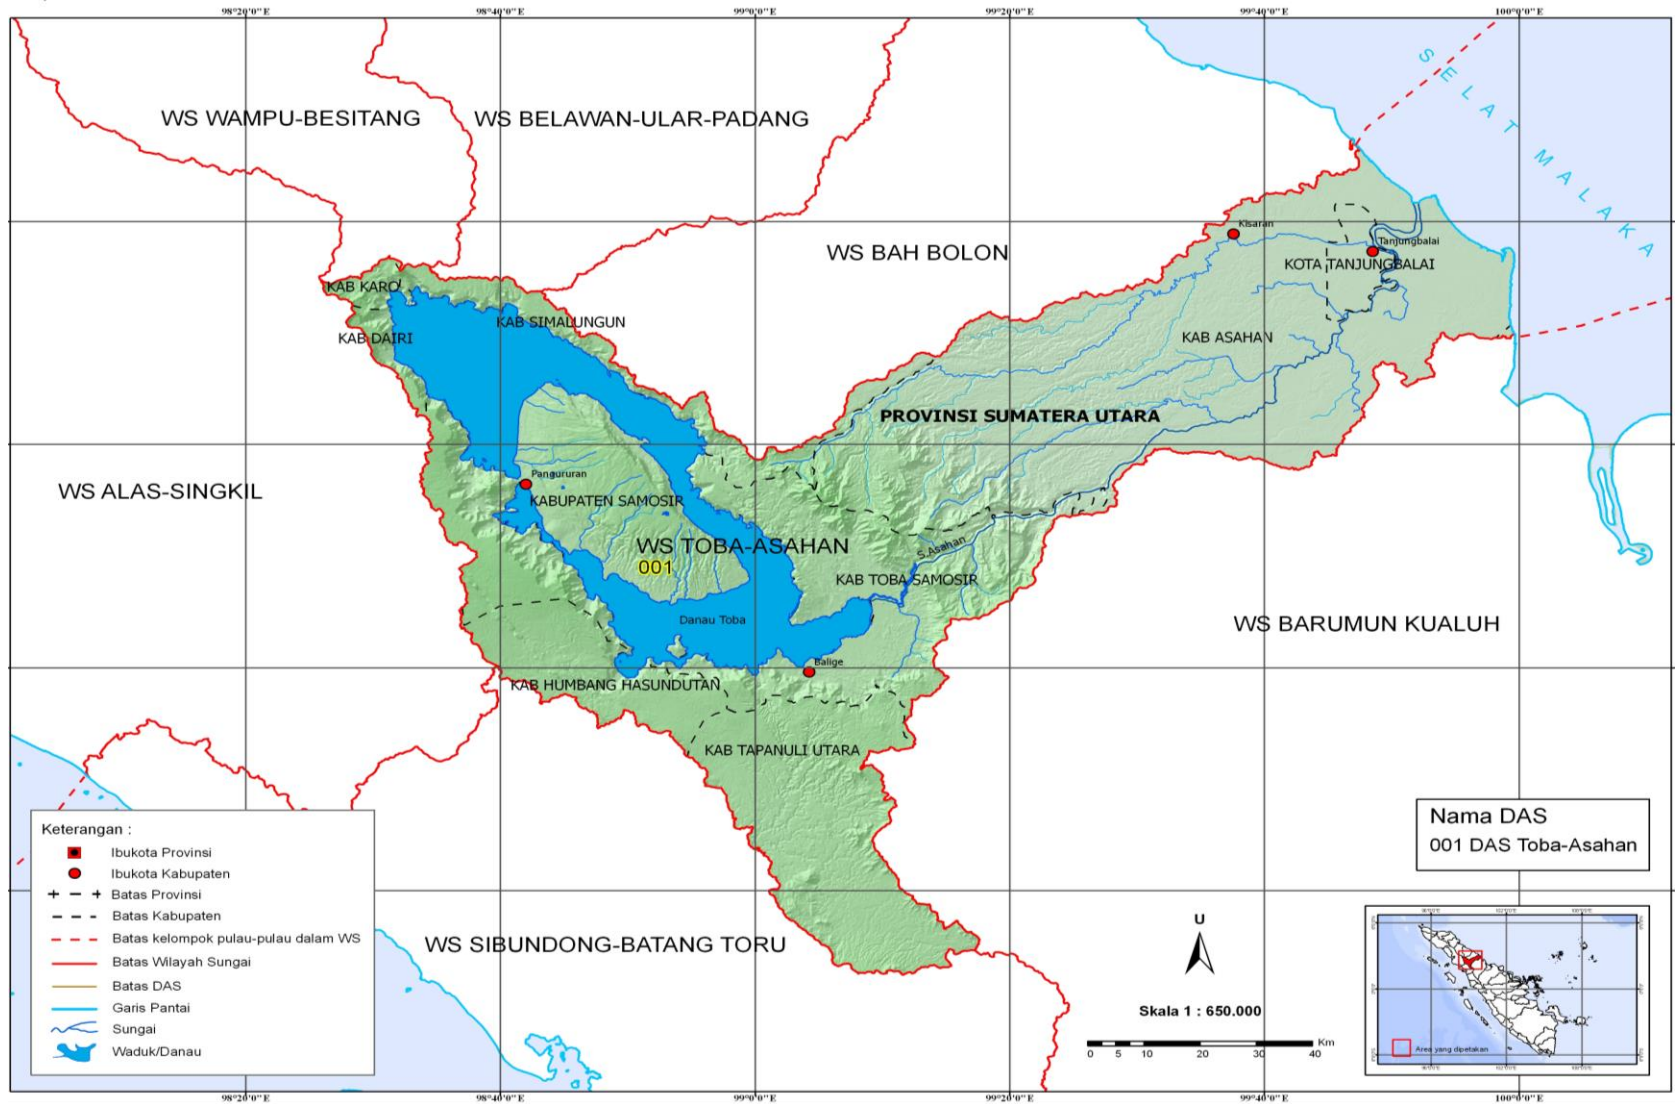 98°20'0"E
98°40'0"E
99°0'0"E
99°20'0"E
99°40'0"E
100°0'0"E
SELAT MALAKA
WS WAMPU-BESITANG
WS BELAWAN-ULAR-PADANG
Kisaran
Tanjungbalai
WS BAH BOLON
KOTA TANJUNGBALAI
KAB KARO
KAB SIMALUNGUN
KAB DAIRI
KAB ASAHAN
PROVINSI SUMATERA UTARA
Pangururan
WS ALAS-SINGKIL
KABUPATEN SAMOSIR
WS TOBA-ASAHAN
001
S.Asahan
KAB TOBA SAMOSIR
Danau Toba
WS BARUMUN KUALUH
Balige
KAB HUMBANG HASUNDUTAN
KAB TAPANULI UTARA
WS SIBUNDONG-BATANG TORU
Keterangan :
Ibukota Provinsi
Ibukota Kabupaten
Batas Provinsi
Batas Kabupaten
Batas kelompok pulau-pulau dalam WS
Batas Wilayah Sungai
Batas DAS
Garis Pantai
Sungai
Waduk/Danau
Nama DAS
001 DAS Toba-Asahan
U
Skala 1 : 650.000
0 5 10 20 30 40 Km
Area yang dipetakan
98°20'0"E
98°40'0"E
99°0'0"E
99°20'0"E
99°40'0"E
100°0'0"E